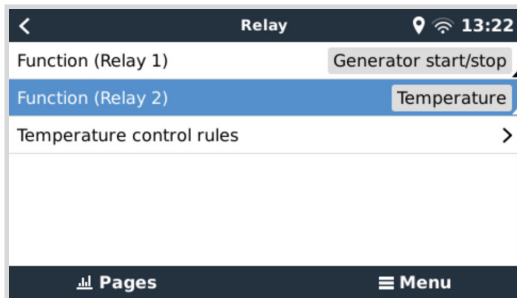 Relay 13:22
Function (Relay 1) Generator start/stop
Function (Relay 2) Temperature
Temperature control rules
Pages Menu